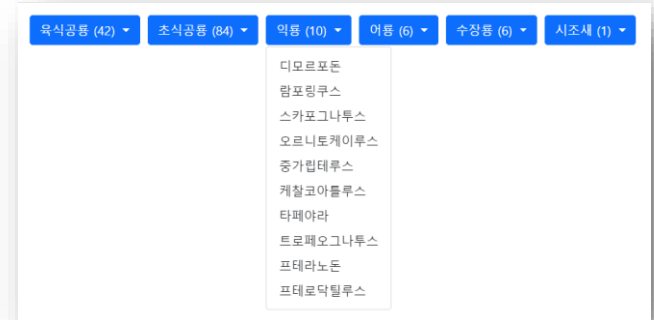 육식공룡 (42)
초식공룡 (84)
익룡 (10)
어룡 (6)
수장룡 (6)
시조새 (1)
디모르포돈
람포링쿠스
스카포그나투스
오르니토케이루스
중가립테루스
케찰코아틀루스
타페야라
트로페오그나투스
프테라노돈
프테로닥틸루스